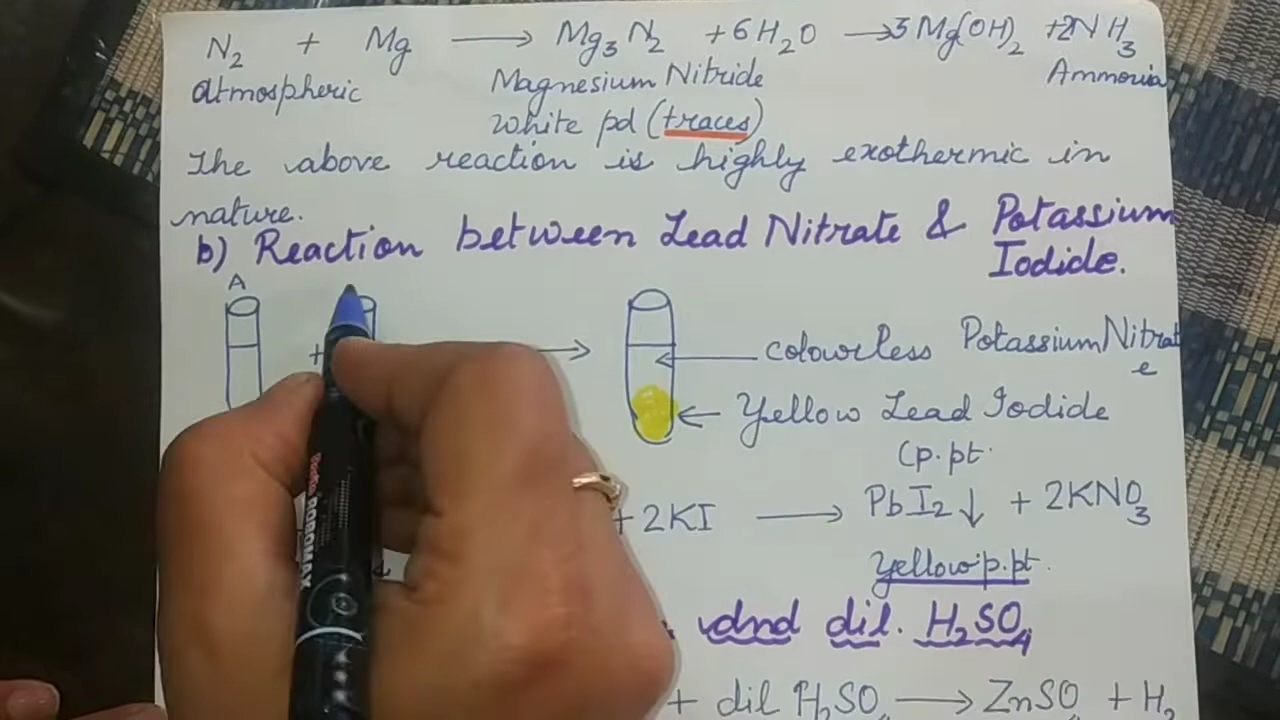 N₂ + Mg ⟶ Mg₃N₂ + 6H₂O ⟶ 3Mg(OH)₂ + 2NH₃
atmospheric Magnesium Nitride Ammonia
White pd (traces)
The above reaction is highly exothermic in
nature.
b) Reaction between Lead Nitrate & Potassium
Iodide.
A
+ ⟶ colourless Potassium Nitrate
Yellow Lead Iodide
(p.pt.
+ 2KI ⟶ PbI₂↓ + 2KNO₃
Yellow p.pt.
and dil. H₂SO₄
+ dil H₂SO₄ ⟶ ZnSO₄ + H₂
ROBOMAX